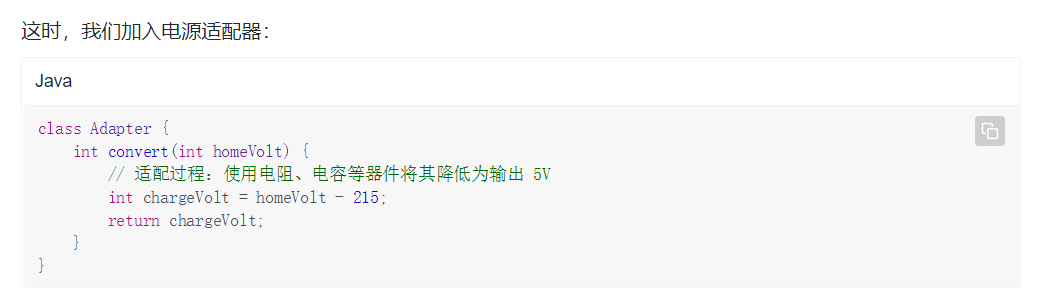 这时，我们加入电源适配器：
Java
class Adapter {
    int convert(int homeVolt) {
        // 适配过程：使用电阻、电容等器件将其降低为输出 5V
        int chargeVolt = homeVolt - 215;
        return chargeVolt;
    }
}